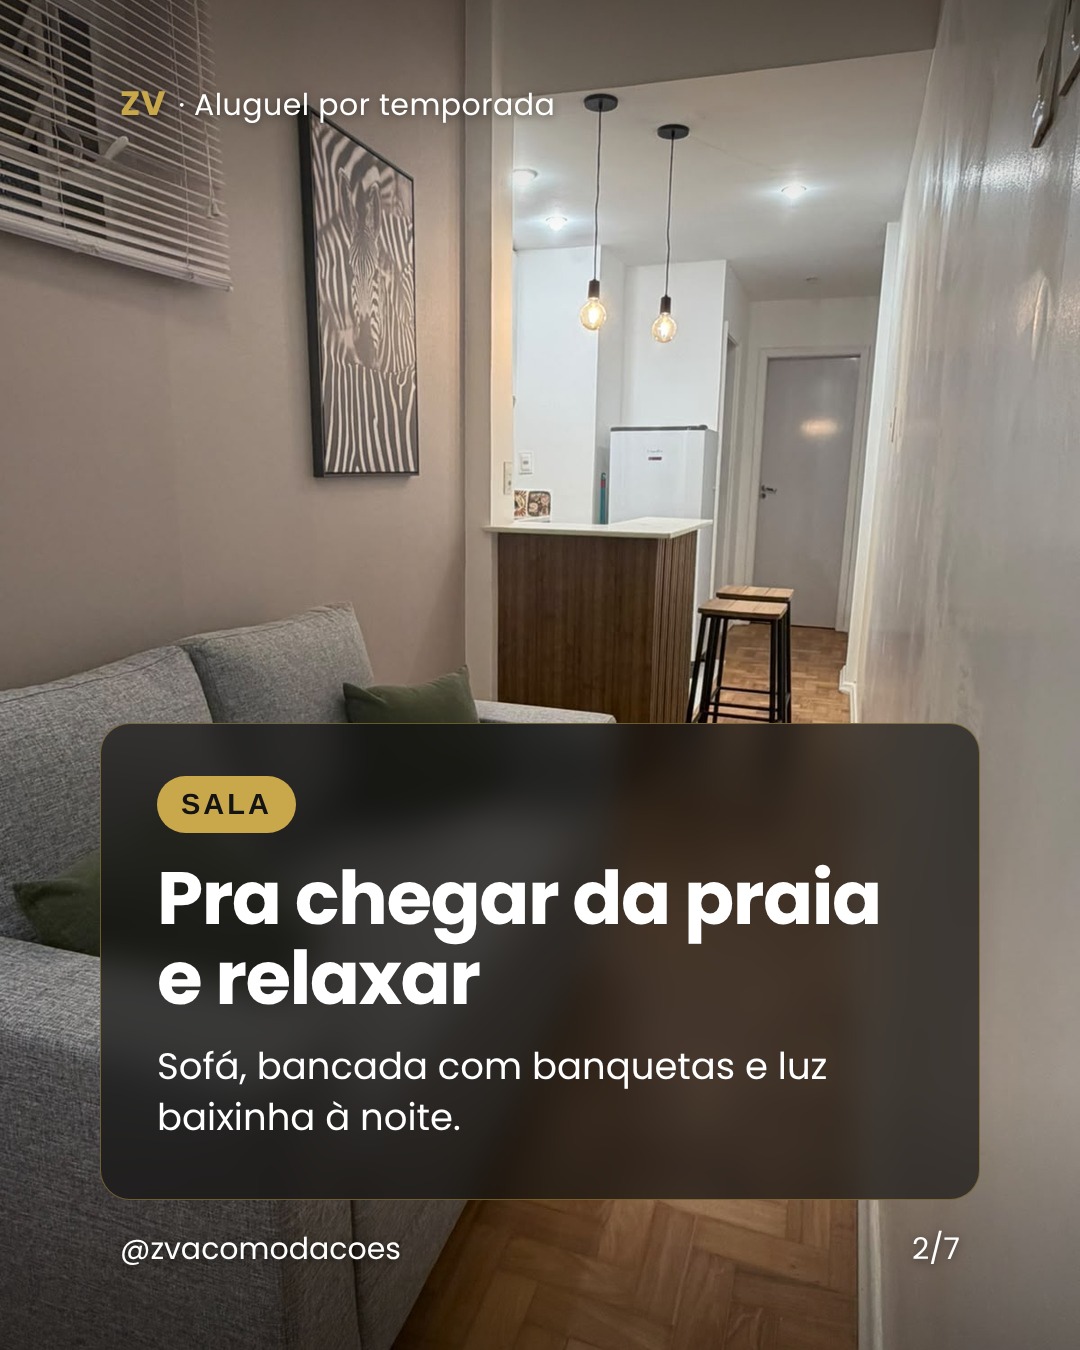 ZV · Aluguel por temporada
SALA
Pra chegar da praia
e relaxar
Sofá, bancada com banquetas e luz
baixinha à noite.
@zvacomodacoes
2/7